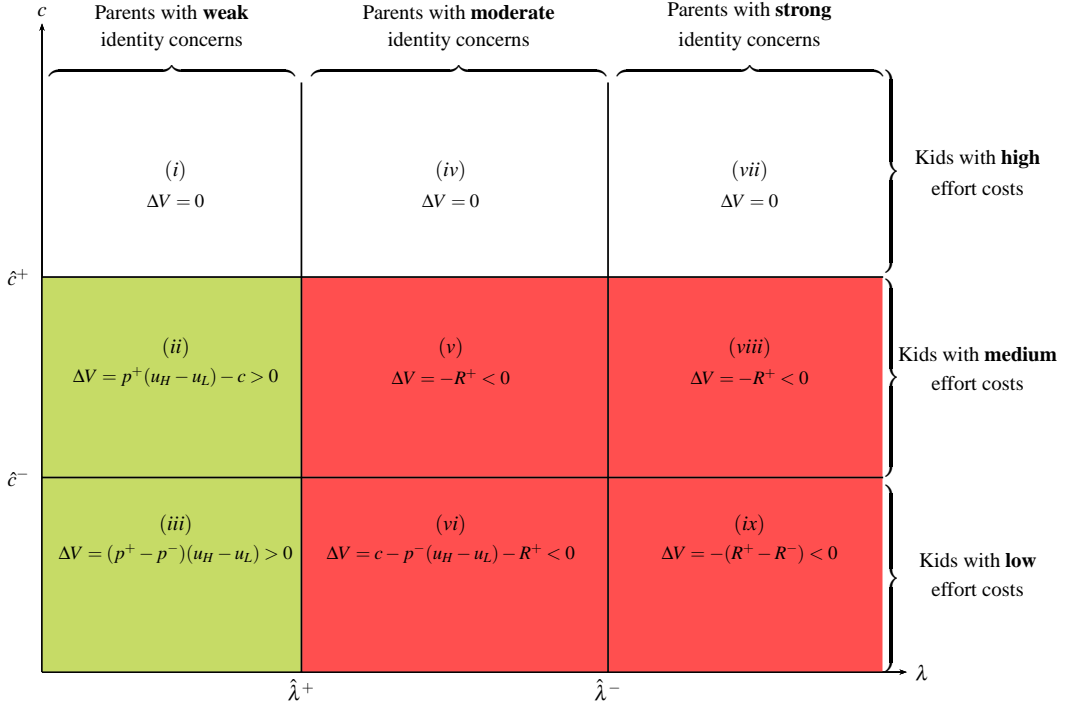 c
Parents with weak
identity concerns
Parents with moderate
identity concerns
Parents with strong
identity concerns
(i)
ΔV = 0
(iv)
ΔV = 0
(vii)
ΔV = 0
Kids with high
effort costs
ĉ⁺
(ii)
ΔV = p⁺(u_H − u_L) − c > 0
(v)
ΔV = −R⁺ < 0
(viii)
ΔV = −R⁺ < 0
Kids with medium
effort costs
ĉ⁻
(iii)
ΔV = (p⁺ − p⁻)(u_H − u_L) > 0
(vi)
ΔV = c − p⁻(u_H − u_L) − R⁺ < 0
(ix)
ΔV = −(R⁺ − R⁻) < 0
Kids with low
effort costs
λ̂⁺
λ̂⁻
λ